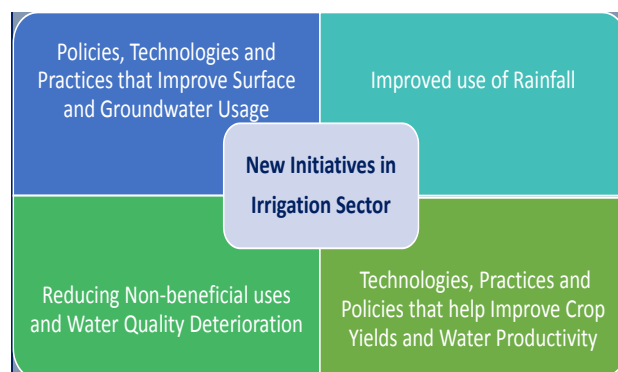 Policies, Technologies and
Practices that Improve Surface
and Groundwater Usage
Improved use of Rainfall
New Initiatives in
Irrigation Sector
Reducing Non-beneficial uses
and Water Quality Deterioration
Technologies, Practices and
Policies that help Improve Crop
Yields and Water Productivity